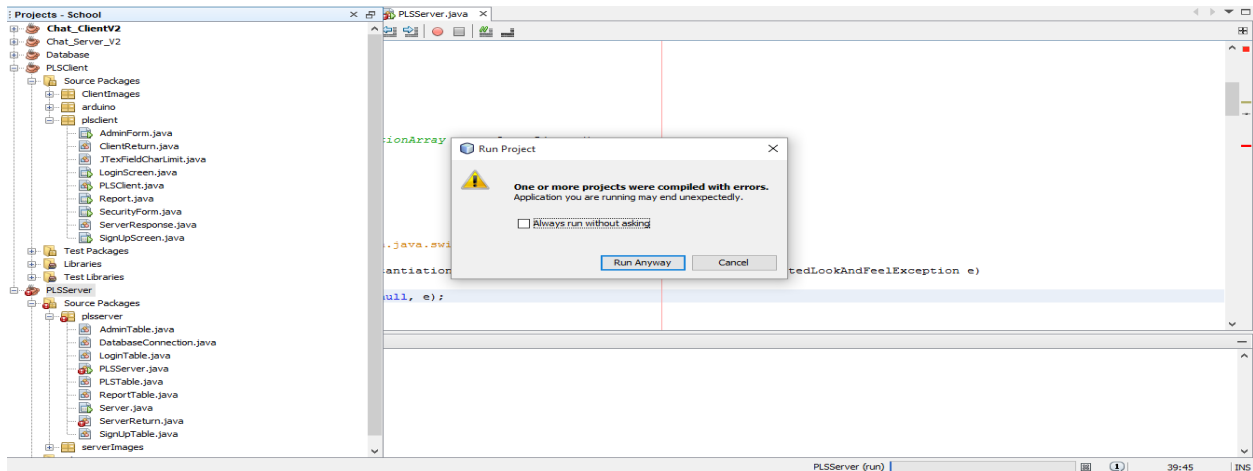 Projects - School
Chat_ClientV2
Chat_Server_V2
Database
PLSClient
Source Packages
ClientImages
arduino
plsclient
AdminForm.java
ClientReturn.java
JTexFieldCharLimit.java
LoginScreen.java
PLSClient.java
Report.java
SecurityForm.java
ServerResponse.java
SignUpScreen.java
Test Packages
Libraries
Test Libraries
PLSServer
Source Packages
plsserver
AdminTable.java
DatabaseConnection.java
LoginTable.java
PLSServer.java
PLSTable.java
ReportTable.java
Server.java
ServerReturn.java
SignUpTable.java
serverImages
PLSServer.java
tionArray
Run Project
One or more projects were compiled with errors.
Application you are running may end unexpectedly.
Always run without asking
Run Anyway
Cancel
.java.swi
antiation
tedLookAndFeelException e)
null, e);
PLSServer (run)
1
39:45
INS